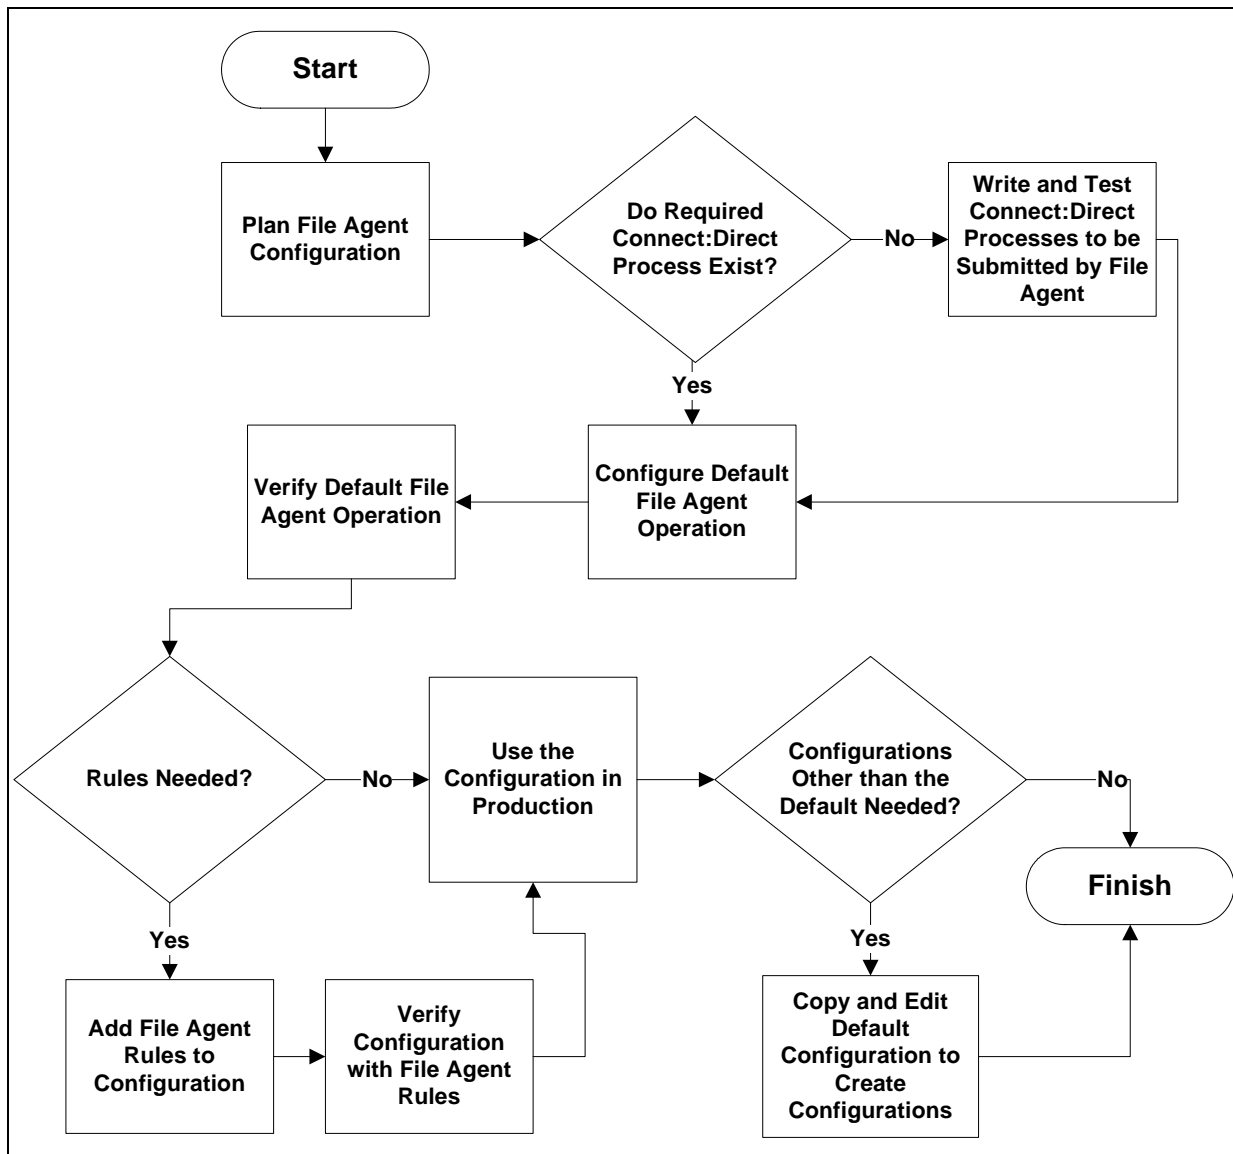 Start
Plan File Agent
Configuration
Do Required
Connect:Direct
Process Exist?
No
Write and Test
Connect:Direct
Processes to be
Submitted by File
Agent
Yes
Configure Default
File Agent
Operation
Verify Default File
Agent Operation
Rules Needed?
No
Use the
Configuration in
Production
Configurations
Other than the
Default Needed?
No
Finish
Yes
Add File Agent
Rules to
Configuration
Verify
Configuration
with File Agent
Rules
Yes
Copy and Edit
Default
Configuration to
Create
Configurations